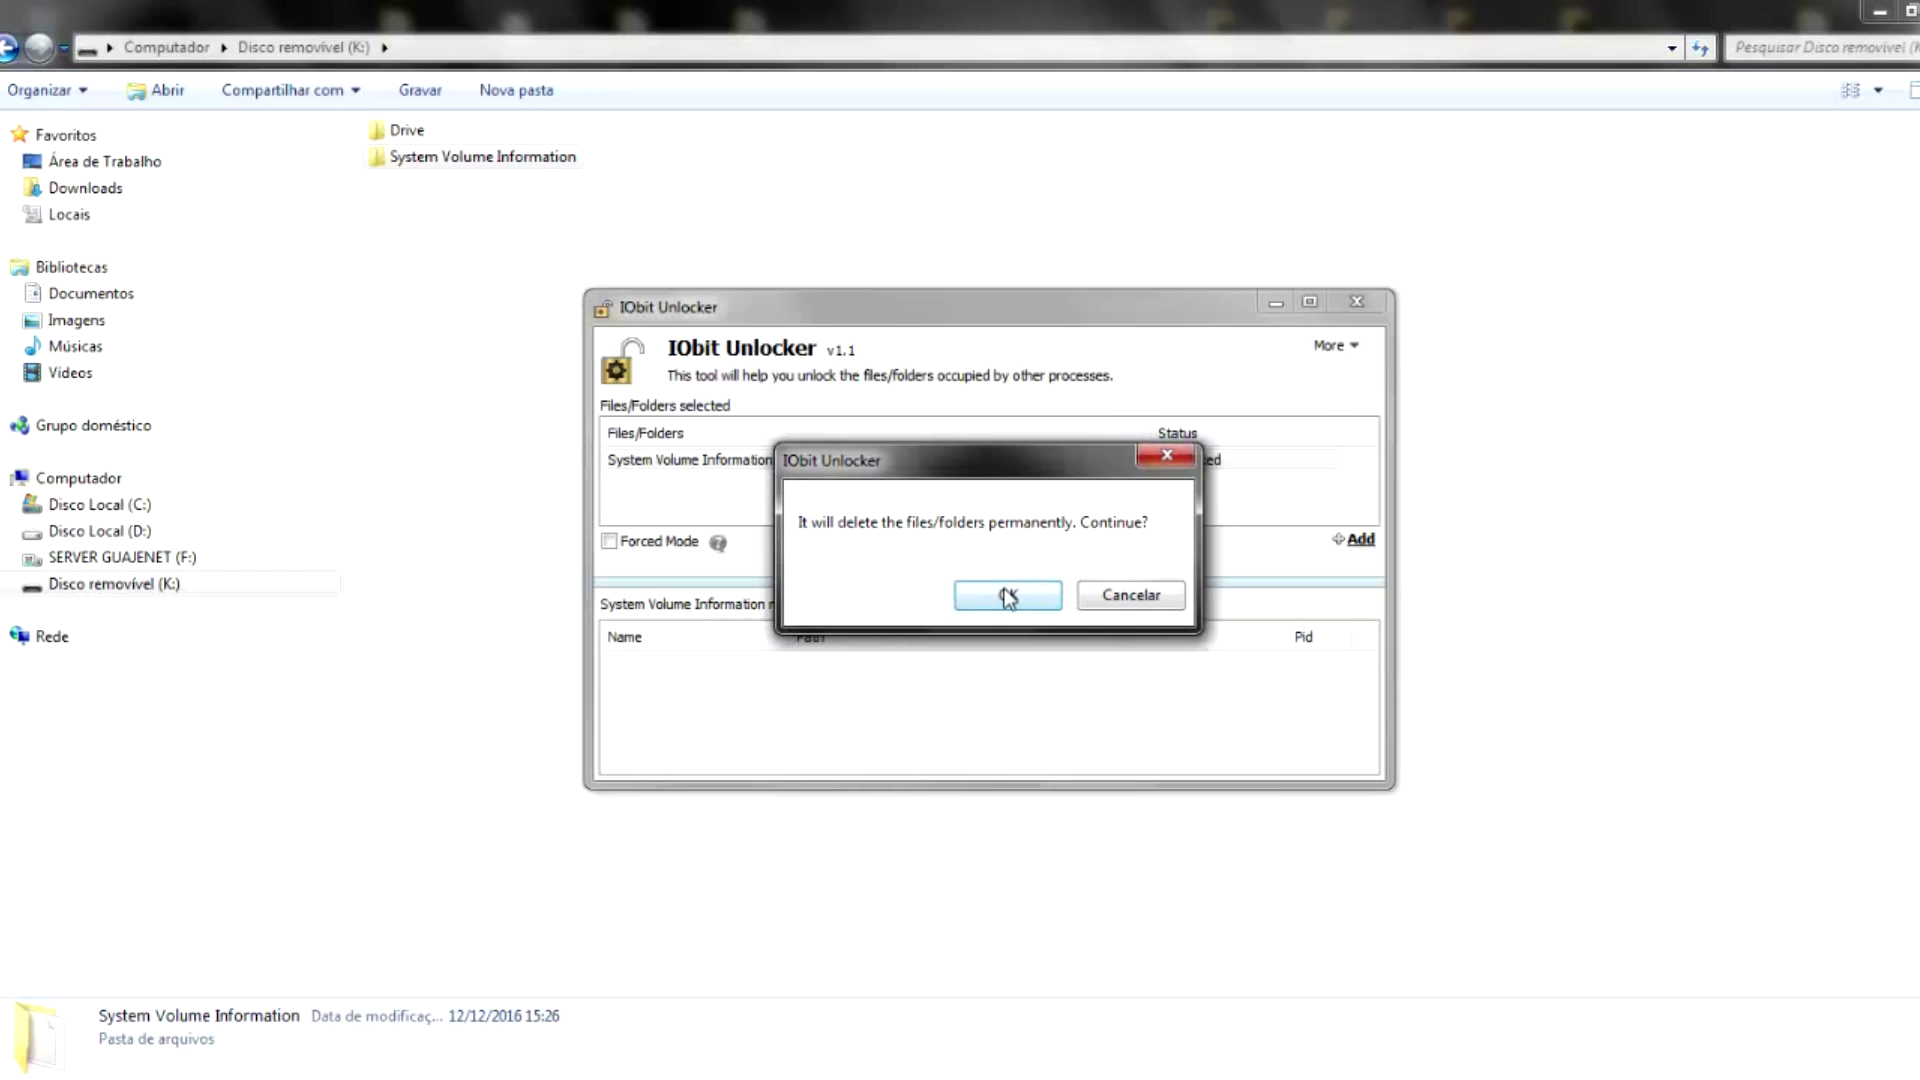 Computador
Disco removível (K:)
Pesquisar Disco removível
Organizar
Abrir
Compartilhar com
Gravar
Nova pasta
Favoritos
Área de Trabalho
Downloads
Locais
Bibliotecas
Documentos
Imagens
Músicas
Vídeos
Grupo doméstico
Computador
Disco Local (C:)
Disco Local (D:)
SERVER GUAJENET (F:)
Disco removível (K:)
Rede
Drive
System Volume Information
IObit Unlocker
IObit Unlocker v1.1
More
This tool will help you unlock the files/folders occupied by other processes.
Files/Folders selected
Files/Folders Status
System Volume Information
Forced Mode
Add
System Volume Information
Name Path Pid
IObit Unlocker
It will delete the files/folders permanently. Continue?
OK
Cancelar
System Volume Information Data de modificaç... 12/12/2016 15:26
Pasta de arquivos